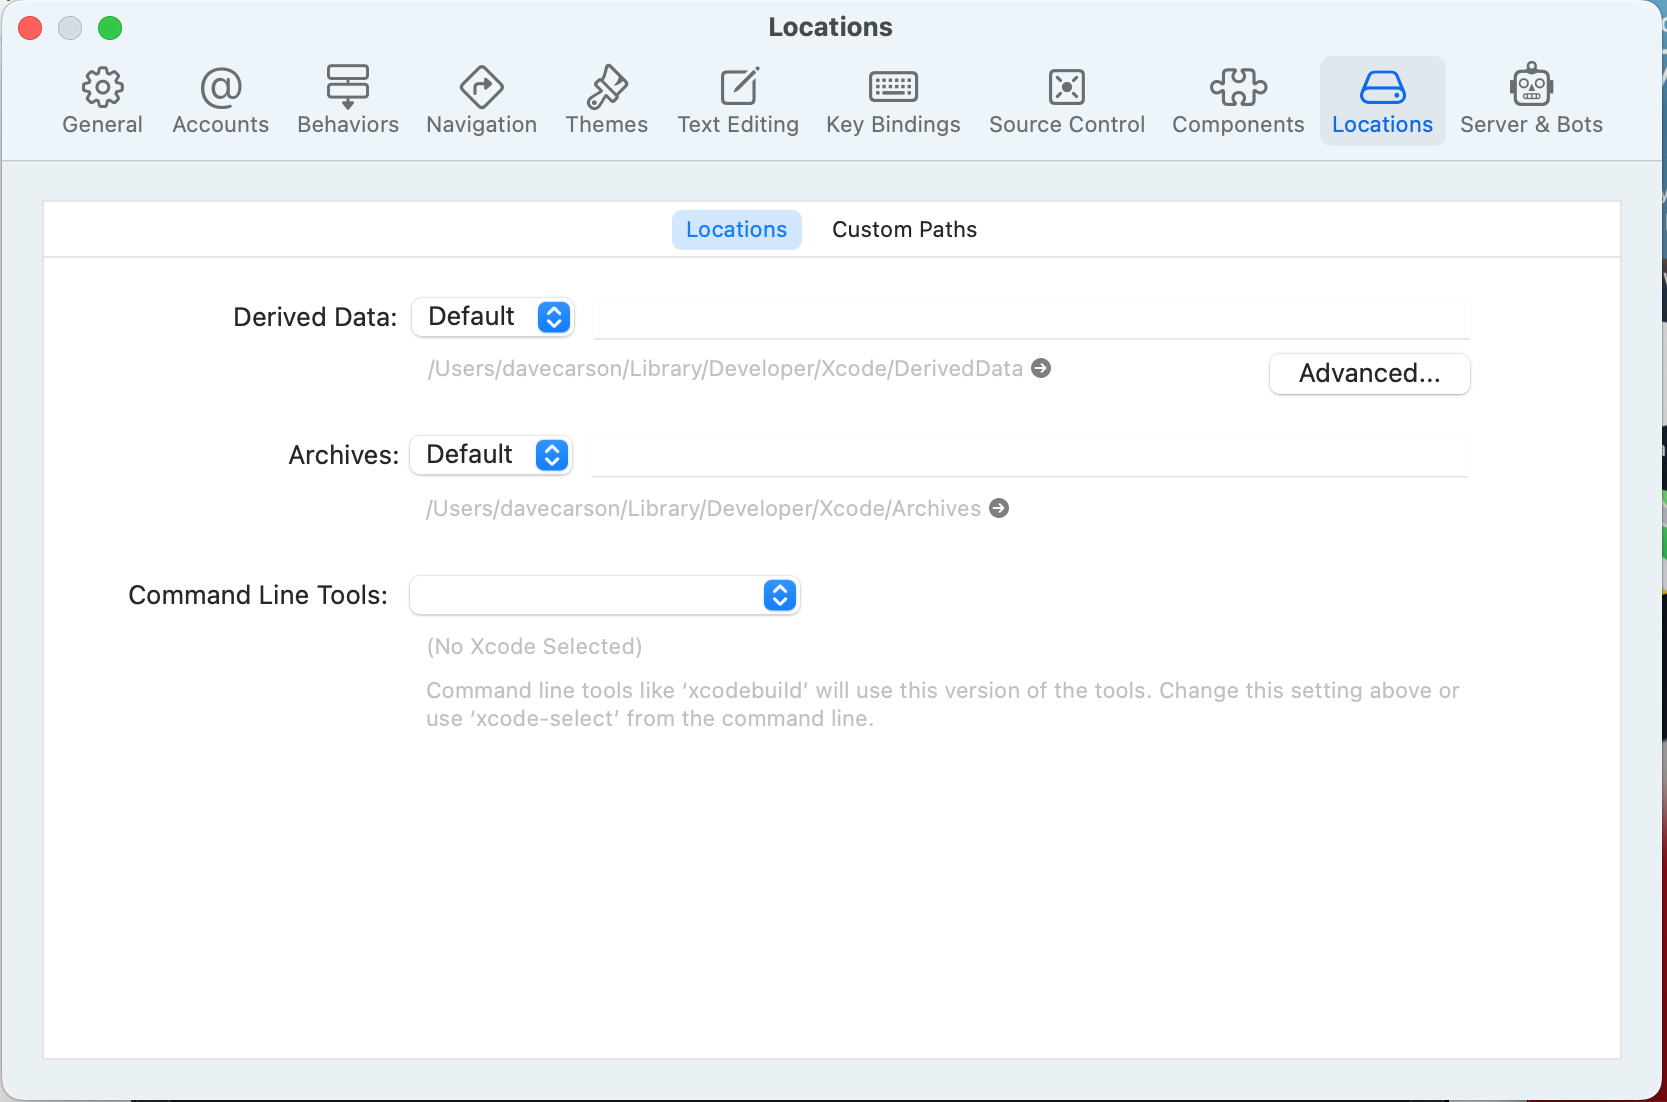 Locations
General Accounts Behaviors Navigation Themes Text Editing Key Bindings Source Control Components Locations Server & Bots
Locations Custom Paths
Derived Data: Default
/Users/davecarson/Library/Developer/Xcode/DerivedData
Advanced...
Archives: Default
/Users/davecarson/Library/Developer/Xcode/Archives
Command Line Tools:
(No Xcode Selected)
Command line tools like ‘xcodebuild’ will use this version of the tools. Change this setting above or
use ‘xcode-select’ from the command line.